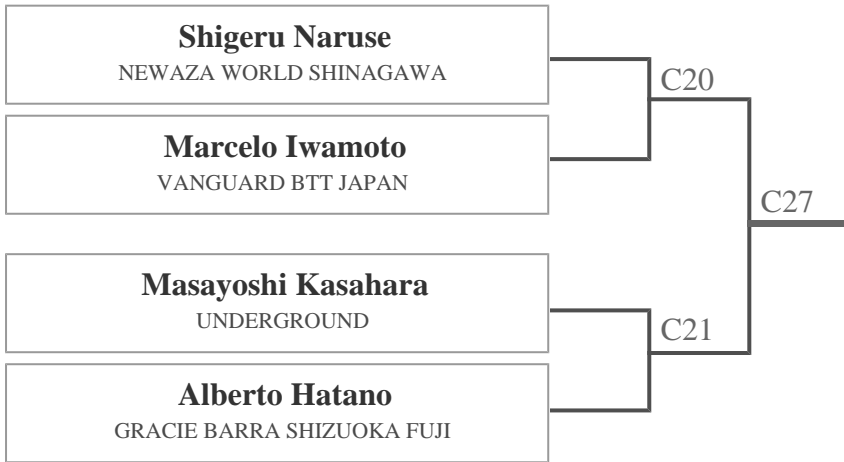 Shigeru Naruse
NEWAZA WORLD SHINAGAWA
C20
Marcelo Iwamoto
VANGUARD BTT JAPAN
C27
Masayoshi Kasahara
UNDERGROUND
C21
Alberto Hatano
GRACIE BARRA SHIZUOKA FUJI